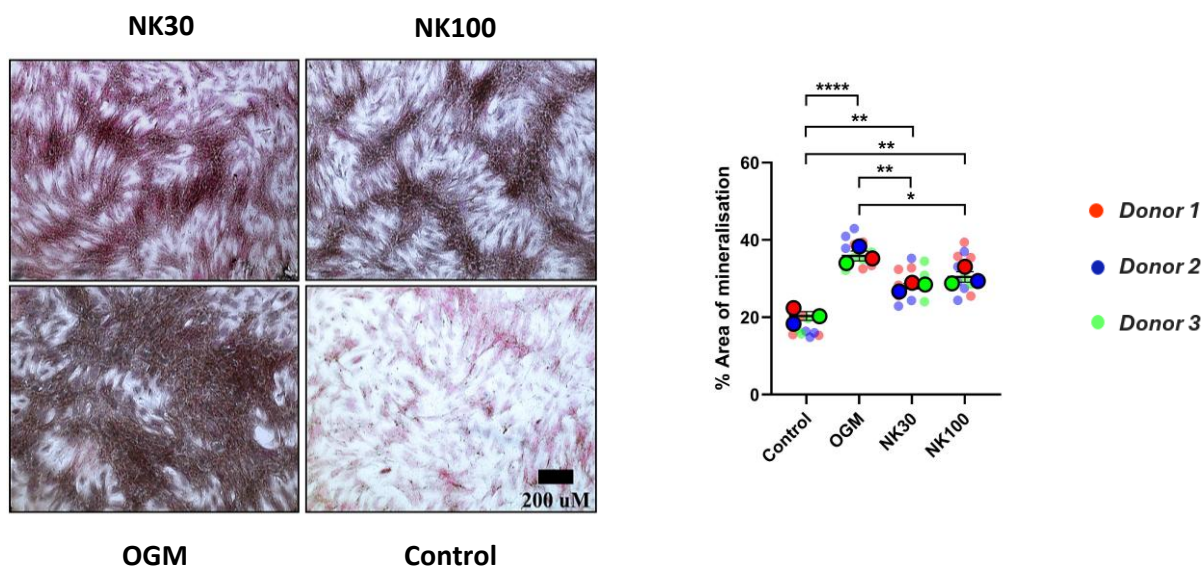 NK30
NK100
200 uM
OGM
Control
****
**
**
**
*
% Area of mineralisation
60
40
20
0
Control
OGM
NK30
NK100
Donor 1
Donor 2
Donor 3